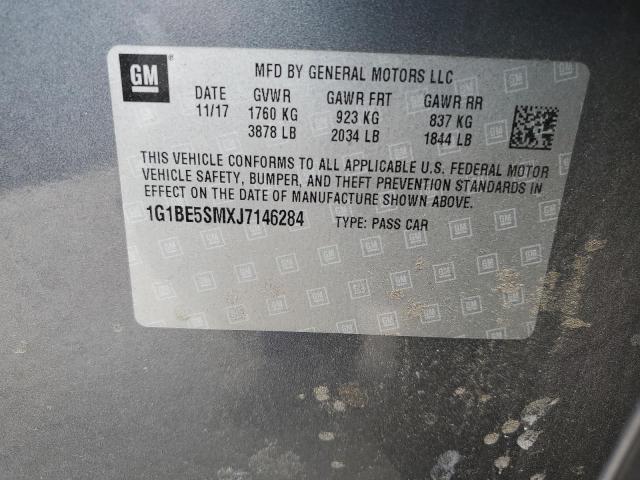 GM
MFD BY GENERAL MOTORS LLC
DATE GVWR GAWR FRT GAWR RR
11/17 1760 KG 923 KG 837 KG
3878 LB 2034 LB 1844 LB
THIS VEHICLE CONFORMS TO ALL APPLICABLE U.S. FEDERAL MOTOR
VEHICLE SAFETY, BUMPER, AND THEFT PREVENTION STANDARDS IN
EFFECT ON THE DATE OF MANUFACTURE SHOWN ABOVE.
1G1BE5SMXJ7146284 TYPE: PASS CAR